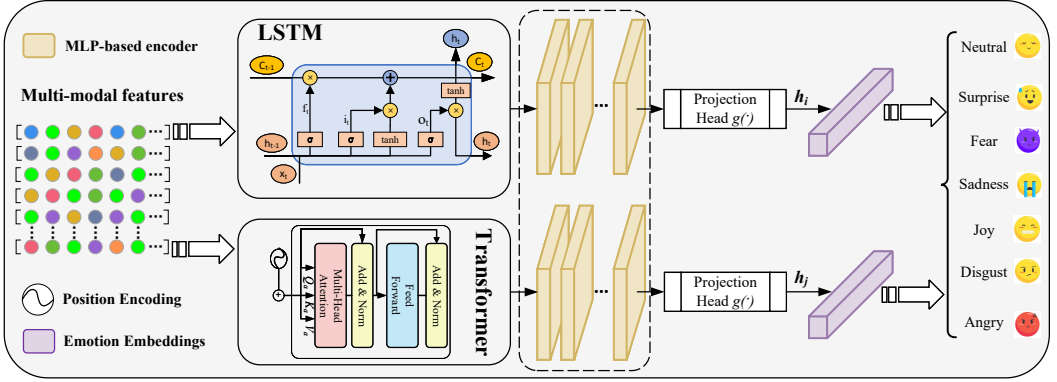 MLP-based encoder
Multi-modal features
Position Encoding
Emotion Embeddings
LSTM
h_t
C_{t-1}
C_t
tanh
f_t
i_t
O_t
h_{t-1}
σ
σ
tanh
σ
h_t
x_t
Q_a K_a V_a
Multi-Head
Attention
Add & Norm
Feed
Forward
Add & Norm
Transformer
...
...
Projection
Head g(·)
h_i
Projection
Head g(·)
h_j
Neutral
Surprise
Fear
Sadness
Joy
Disgust
Angry